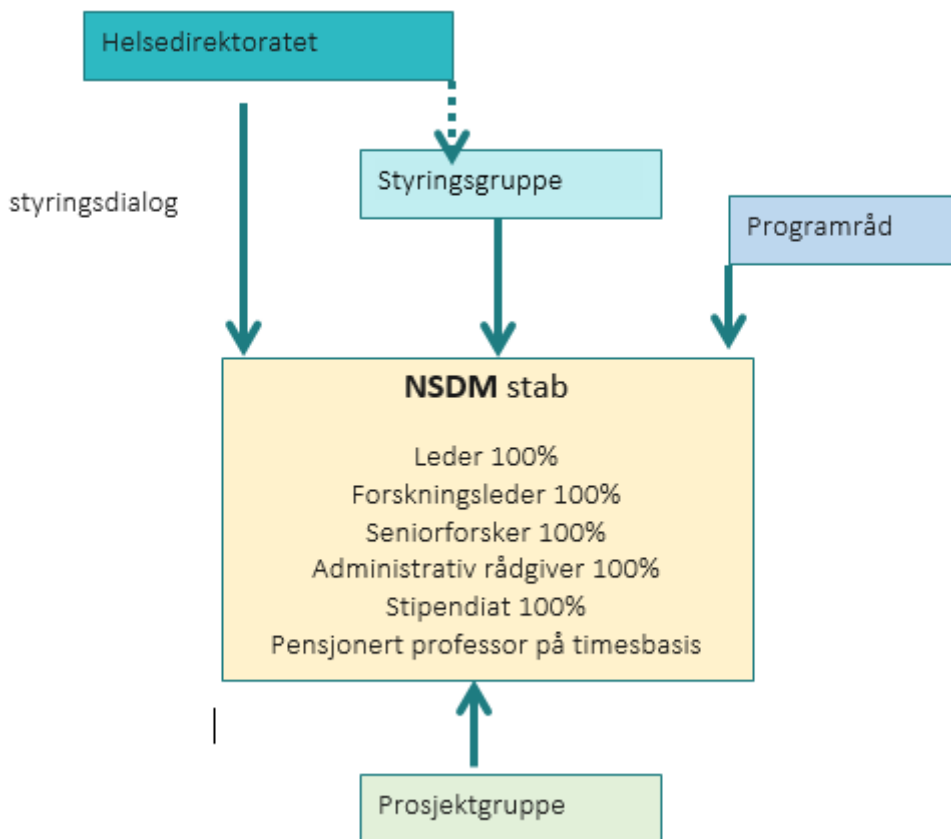 Helsedirektoratet
styringsdialog
Styringsgruppe
Programråd
NSDM stab
Leder 100%
Forskningsleder 100%
Seniorforsker 100%
Administrativ rådgiver 100%
Stipendiat 100%
Pensjonert professor på timesbasis
Prosjektgruppe